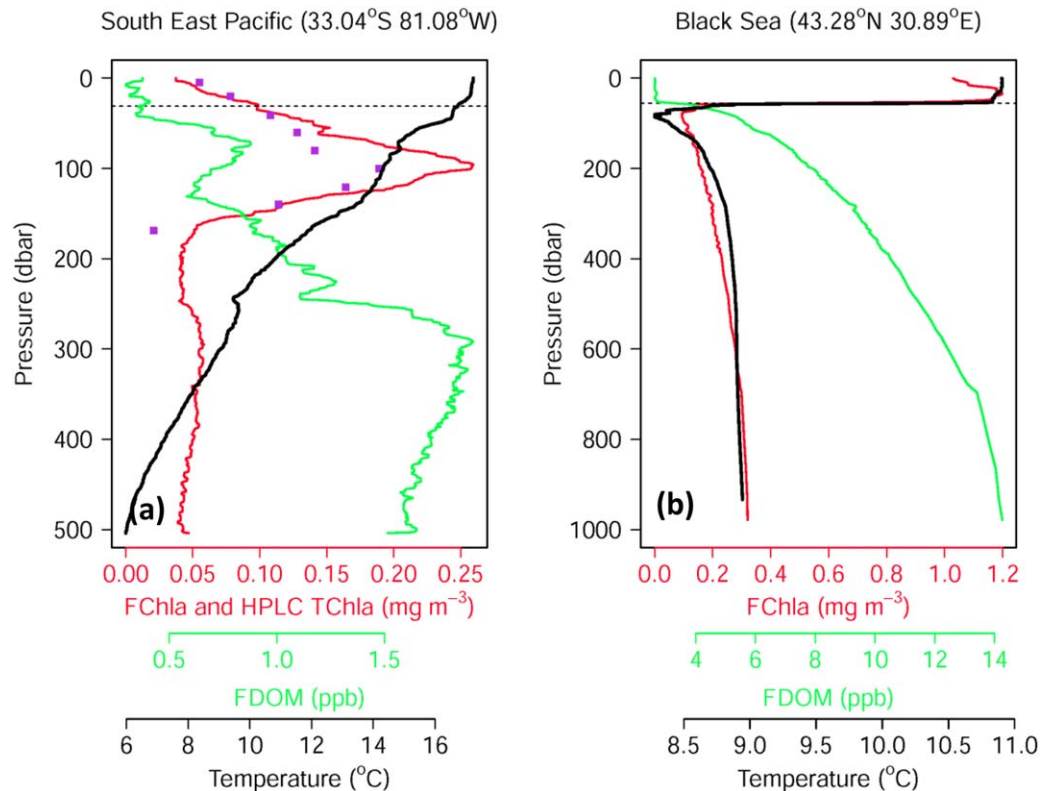 South East Pacific (33.04°S 81.08°W)
Pressure (dbar)
0
100
200
300
400
500
(a)
0.00 0.05 0.10 0.15 0.20 0.25
FChla and HPLC TChla (mg m⁻³)
0.5 1.0 1.5
FDOM (ppb)
6 8 10 12 14 16
Temperature (°C)
Black Sea (43.28°N 30.89°E)
Pressure (dbar)
0
200
400
600
800
1000
(b)
0.0 0.2 0.4 0.6 0.8 1.0 1.2
FChla (mg m⁻³)
4 6 8 10 12 14
FDOM (ppb)
8.5 9.0 9.5 10.0 10.5 11.0
Temperature (°C)